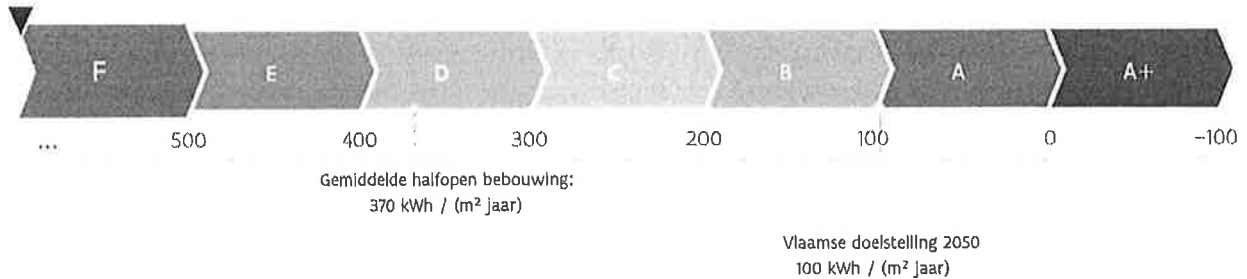 F E D C B A A+
... 500 400 300 200 100 0 -100
Gemiddelde halfopen bebouwing:
370 kWh / (m² jaar)
Vlaamse doelstelling 2050
100 kWh / (m² jaar)